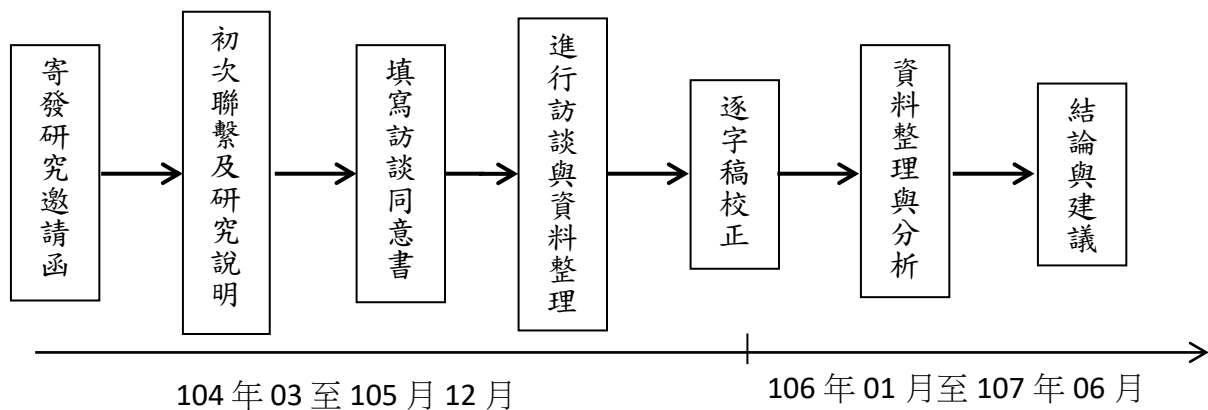 寄發研究邀請函
初次聯繫及研究說明
填寫訪談同意書
進行訪談與資料整理
逐字稿校正
資料整理與分析
結論與建議
104 年 03 至 105 月 12 月
106 年 01 月至 107 年 06 月